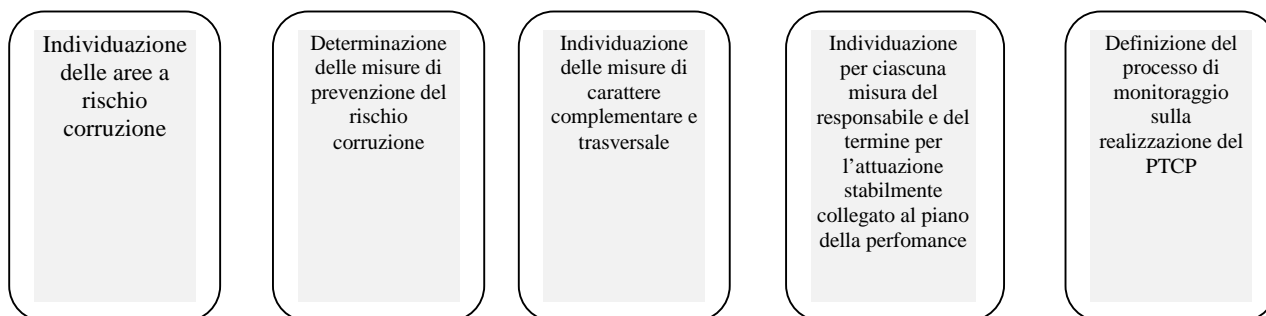 Individuazione
delle aree a
rischio
corruzione
Determinazione
delle misure di
prevenzione del
rischio
corruzione
Individuazione
delle misure di
carattere
complementare e
trasversale
Individuazione
per ciascuna
misura del
responsabile e del
termine per
l’attuazione
stabilmente
collegato al piano
della perfomance
Definizione del
processo di
monitoraggio
sulla
realizzazione del
PTCP